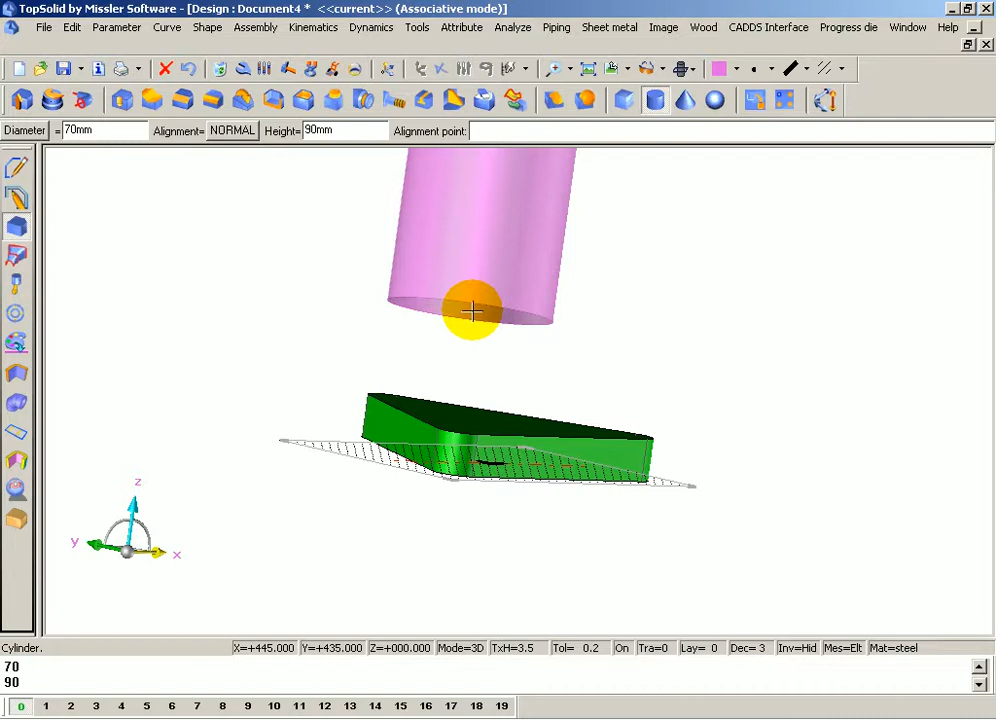 TopSolid by Missler Software - [Design : Document4 * <<current>> (Associative mode)]
File Edit Parameter Curve Shape Assembly Kinematics Dynamics Tools Attribute Analyze Piping Sheet metal Image Wood CADDS Interface Progress die Window Help
Diameter = 70mm Alignment= NORMAL Height= 90mm Alignment point:
z
y
x
Cylinder. X=+445.000 Y=+435.000 Z=+000.000 Mode=3D TxH=3.5 Tol= 0.2 On Tra=0 Lay= 0 Dec= 3 Inv=Hid Mes=Elt Mat=steel
70
90
0 1 2 3 4 5 6 7 8 9 10 11 12 13 14 15 16 17 18 19